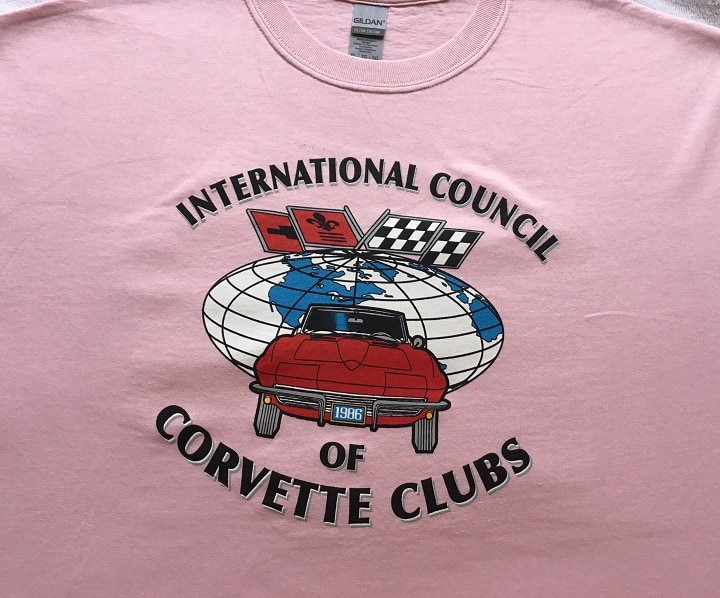 GILDAN
INTERNATIONAL COUNCIL
1986
OF
CORVETTE CLUBS